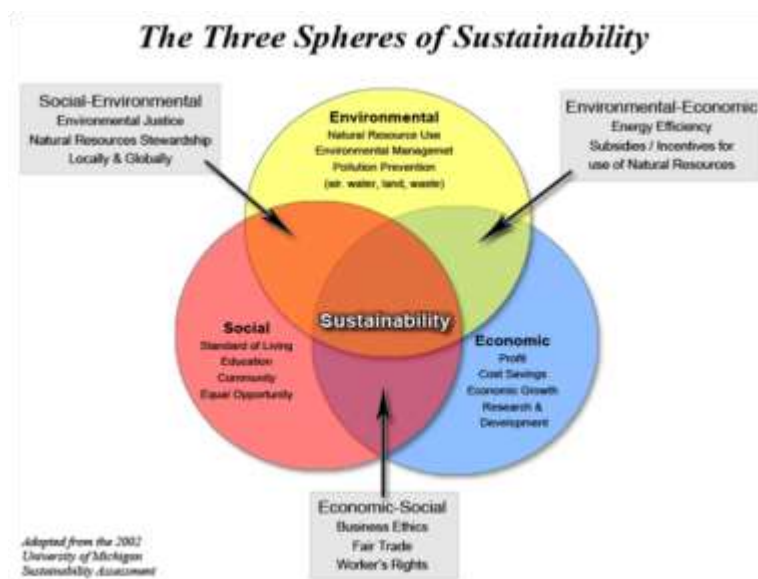 The Three Spheres of Sustainability
Social-Environmental
Environmental Justice
Natural Resources Stewardship
Locally & Globally
Environmental
Natural Resource Use
Environmental Managemet
Pollution Prevention
(air, water, land, waste)
Environmental-Economic
Energy Efficiency
Subsidies / Incentives for
use of Natural Resources
Sustainability
Social
Standard of Living
Education
Community
Equal Opportunity
Economic
Profit
Cost Savings
Economic Growth
Research &
Development
Economic-Social
Business Ethics
Fair Trade
Worker's Rights
Adapted from the 2002
University of Michigan
Sustainability Assessment